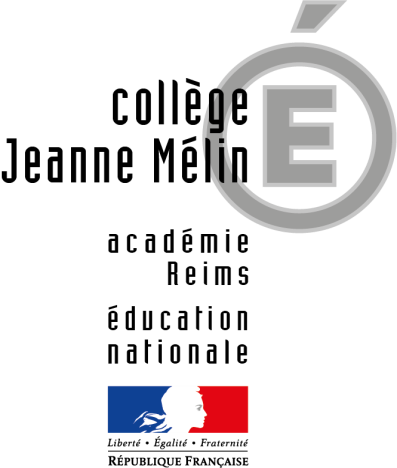 collège
Jeanne Mélin
É
académie
Reims
éducation
nationale
Liberté • Égalité • Fraternité
RÉPUBLIQUE FRANÇAISE